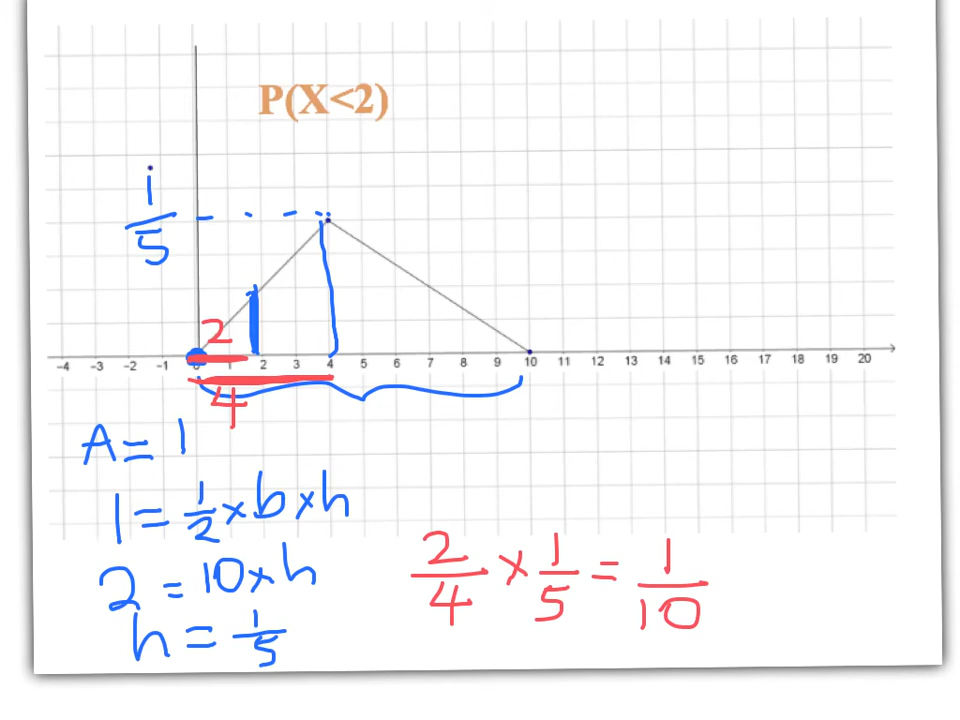 P(X<2)
1/5
2
-4 -3 -2 -1 0 1 2 3 4 5 6 7 8 9 10 11 12 13 14 15 16 17 18 19 20
4
A = 1
1 = 1/2 × b × h
2 = 10 × h
h = 1/5
2/4 × 1/5 = 1/10